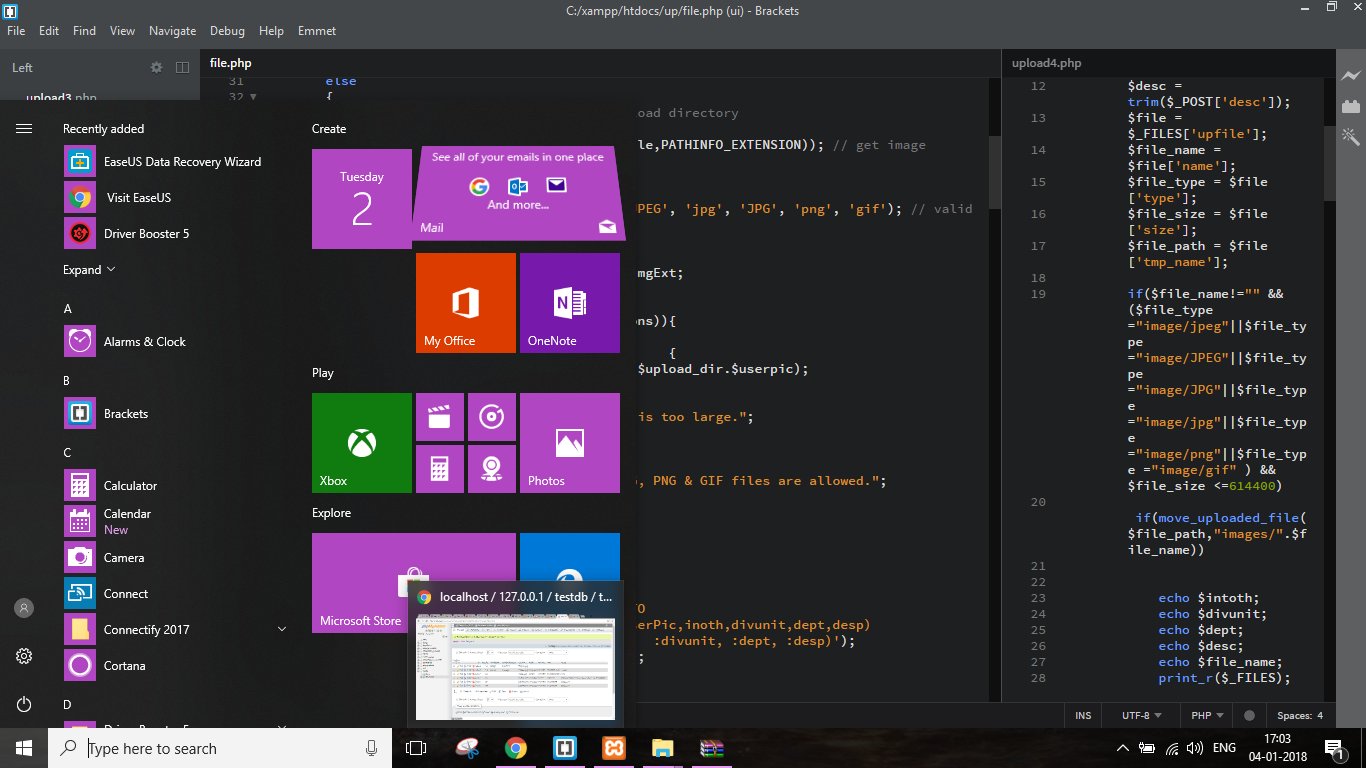 C:/xampp/htdocs/up/file.php (ui) - Brackets
File Edit Find View Navigate Debug Help Emmet
Left
upload3.php
file.php
31 else
32 {
oad directory
le,PATHINFO_EXTENSION)); // get image
PEG', 'jpg', 'JPG', 'png', 'gif'); // valid
mgExt;
ons)){
{
$upload_dir.$userpic);
is too large.";
, PNG & GIF files are allowed.";
O
erPic,inoth,divunit,dept,desp)
:divunit, :dept, :desp)');
;
upload4.php
12 $desc =
trim($_POST['desc']);
13 $file =
$_FILES['upfile'];
14 $file_name =
$file['name'];
15 $file_type = $file
['type'];
16 $file_size = $file
['size'];
17 $file_path = $file
['tmp_name'];
18
19 if($file_name!="" &&
($file_type
="image/jpeg"||$file_ty
pe
="image/JPEG"||$file_ty
pe
="image/JPG"||$file_typ
e
="image/jpg"||$file_typ
e
="image/png"||$file_typ
e ="image/gif" ) &&
$file_size <=614400)
20
if(move_uploaded_file(
$file_path,"images/".$f
ile_name))
21
22
23 echo $intoth;
24 echo $divunit;
25 echo $dept;
26 echo $desc;
27 echo $file_name;
28 print_r($_FILES);
INS UTF-8 PHP Spaces: 4
Recently added
EaseUS Data Recovery Wizard
Visit EaseUS
Driver Booster 5
Expand
A
Alarms & Clock
B
Brackets
C
Calculator
Calendar
New
Camera
Connect
Connectify 2017
Cortana
D
Driver Booster 5
Create
Tuesday
2
See all of your emails in one place
And more...
Mail
My Office
OneNote
Play
Xbox
Photos
Explore
Microsoft Store
localhost / 127.0.0.1 / testdb / t...
Type here to search
ENG
17:03
04-01-2018
1